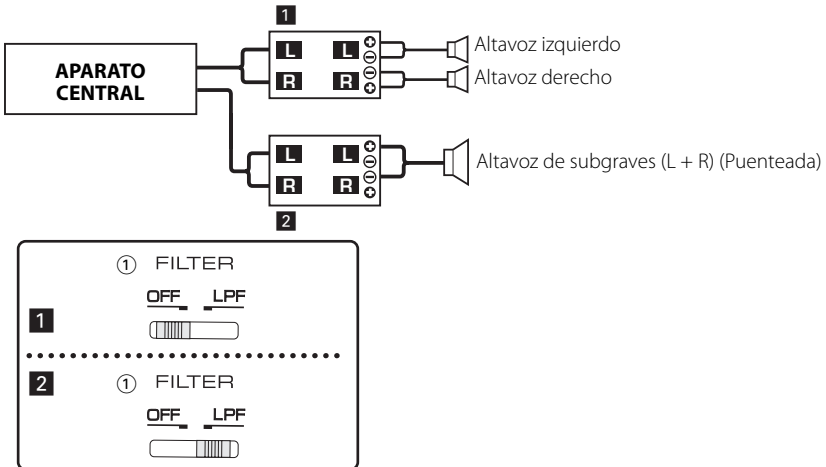 1
L L ⊕
⊖
Altavoz izquierdo
APARATO
CENTRAL
R R ⊖
⊕
Altavoz derecho
L L ⊕
⊖
Altavoz de subgraves (L + R) (Puenteada)
R R ⊖
⊕
2
① FILTER
OFF LPF
1
2 ① FILTER
OFF LPF